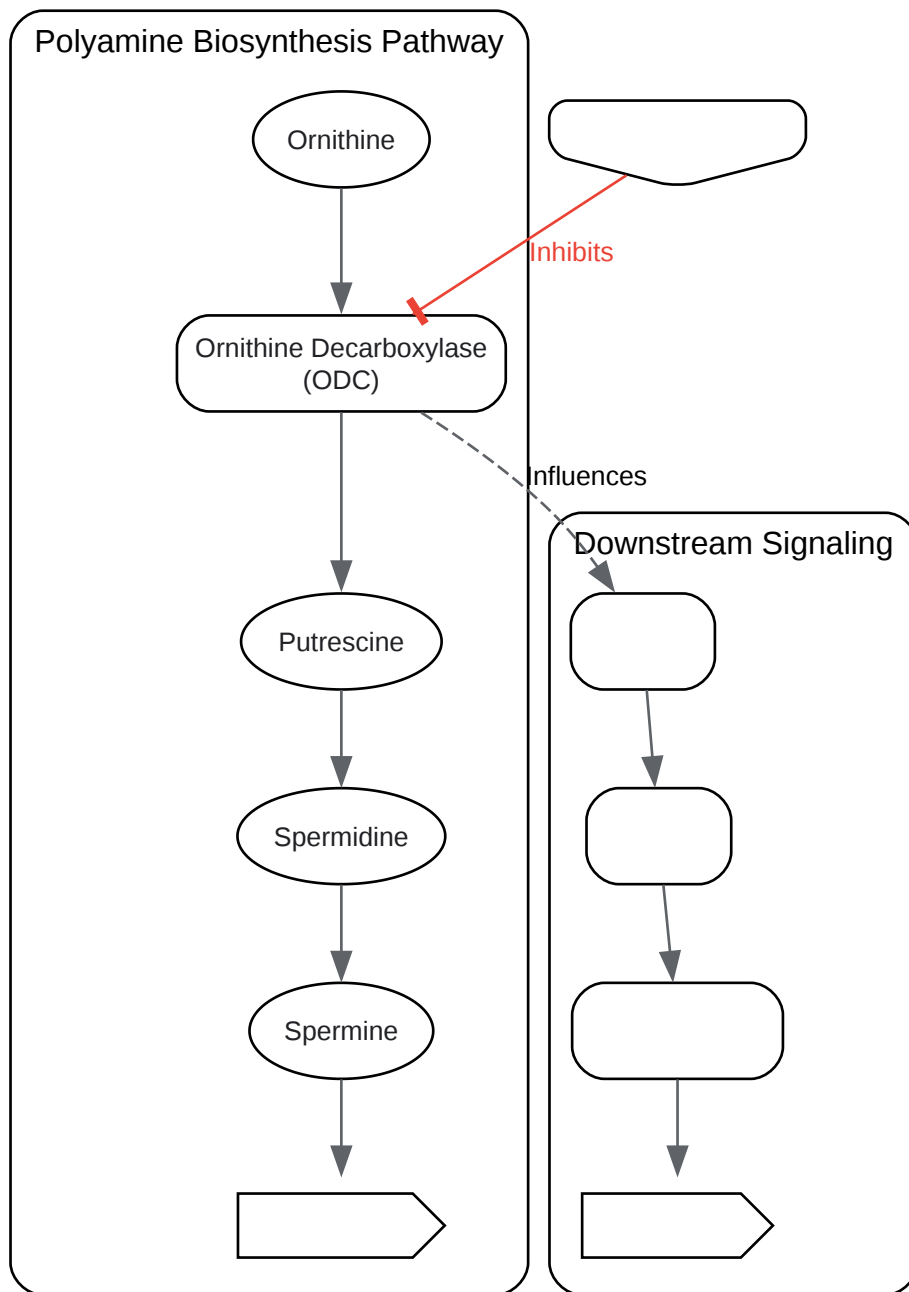 Polyamine Biosynthesis Pathway
Ornithine
Inhibits
Ornithine Decarboxylase
(ODC)
Influences
Downstream Signaling
Putrescine
Spermidine
Spermine